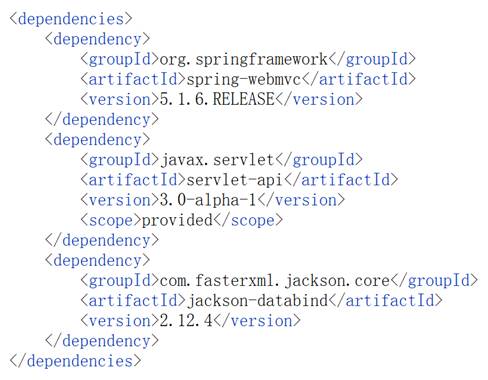 <dependencies>
    <dependency>
        <groupId>org.springframework</groupId>
        <artifactId>spring-webmvc</artifactId>
        <version>5.1.6.RELEASE</version>
    </dependency>
    <dependency>
        <groupId>javax.servlet</groupId>
        <artifactId>servlet-api</artifactId>
        <version>3.0-alpha-1</version>
        <scope>provided</scope>
    </dependency>
    <dependency>
        <groupId>com.fasterxml.jackson.core</groupId>
        <artifactId>jackson-databind</artifactId>
        <version>2.12.4</version>
    </dependency>
</dependencies>